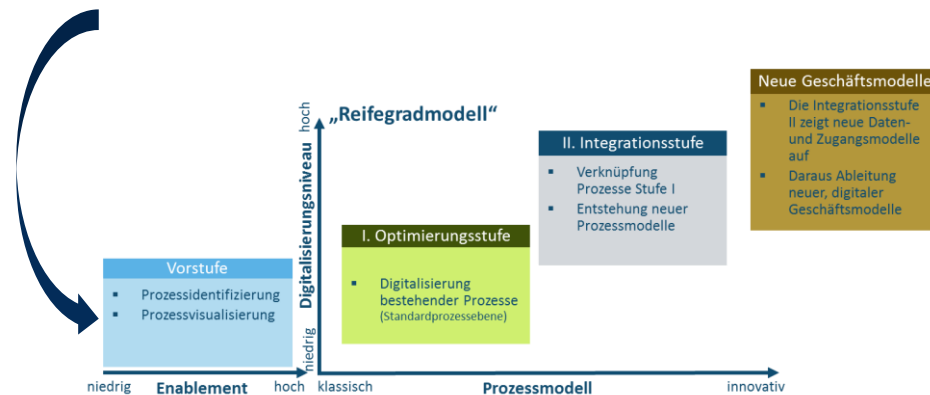 „Reifegradmodell“
Digitalisierungsniveau
hoch
niedrig
Vorstufe
▪ Prozessidentifizierung
▪ Prozessvisualisierung
I. Optimierungsstufe
▪ Digitalisierung
bestehender Prozesse
(Standardprozessebene)
II. Integrationsstufe
▪ Verknüpfung
Prozesse Stufe I
▪ Entstehung neuer
Prozessmodelle
Neue Geschäftsmodelle
▪ Die Integrationsstufe
II zeigt neue Daten-
und Zugangsmodelle
auf
▪ Daraus Ableitung
neuer, digitaler
Geschäftsmodelle
niedrig Enablement hoch
klassisch Prozessmodell innovativ